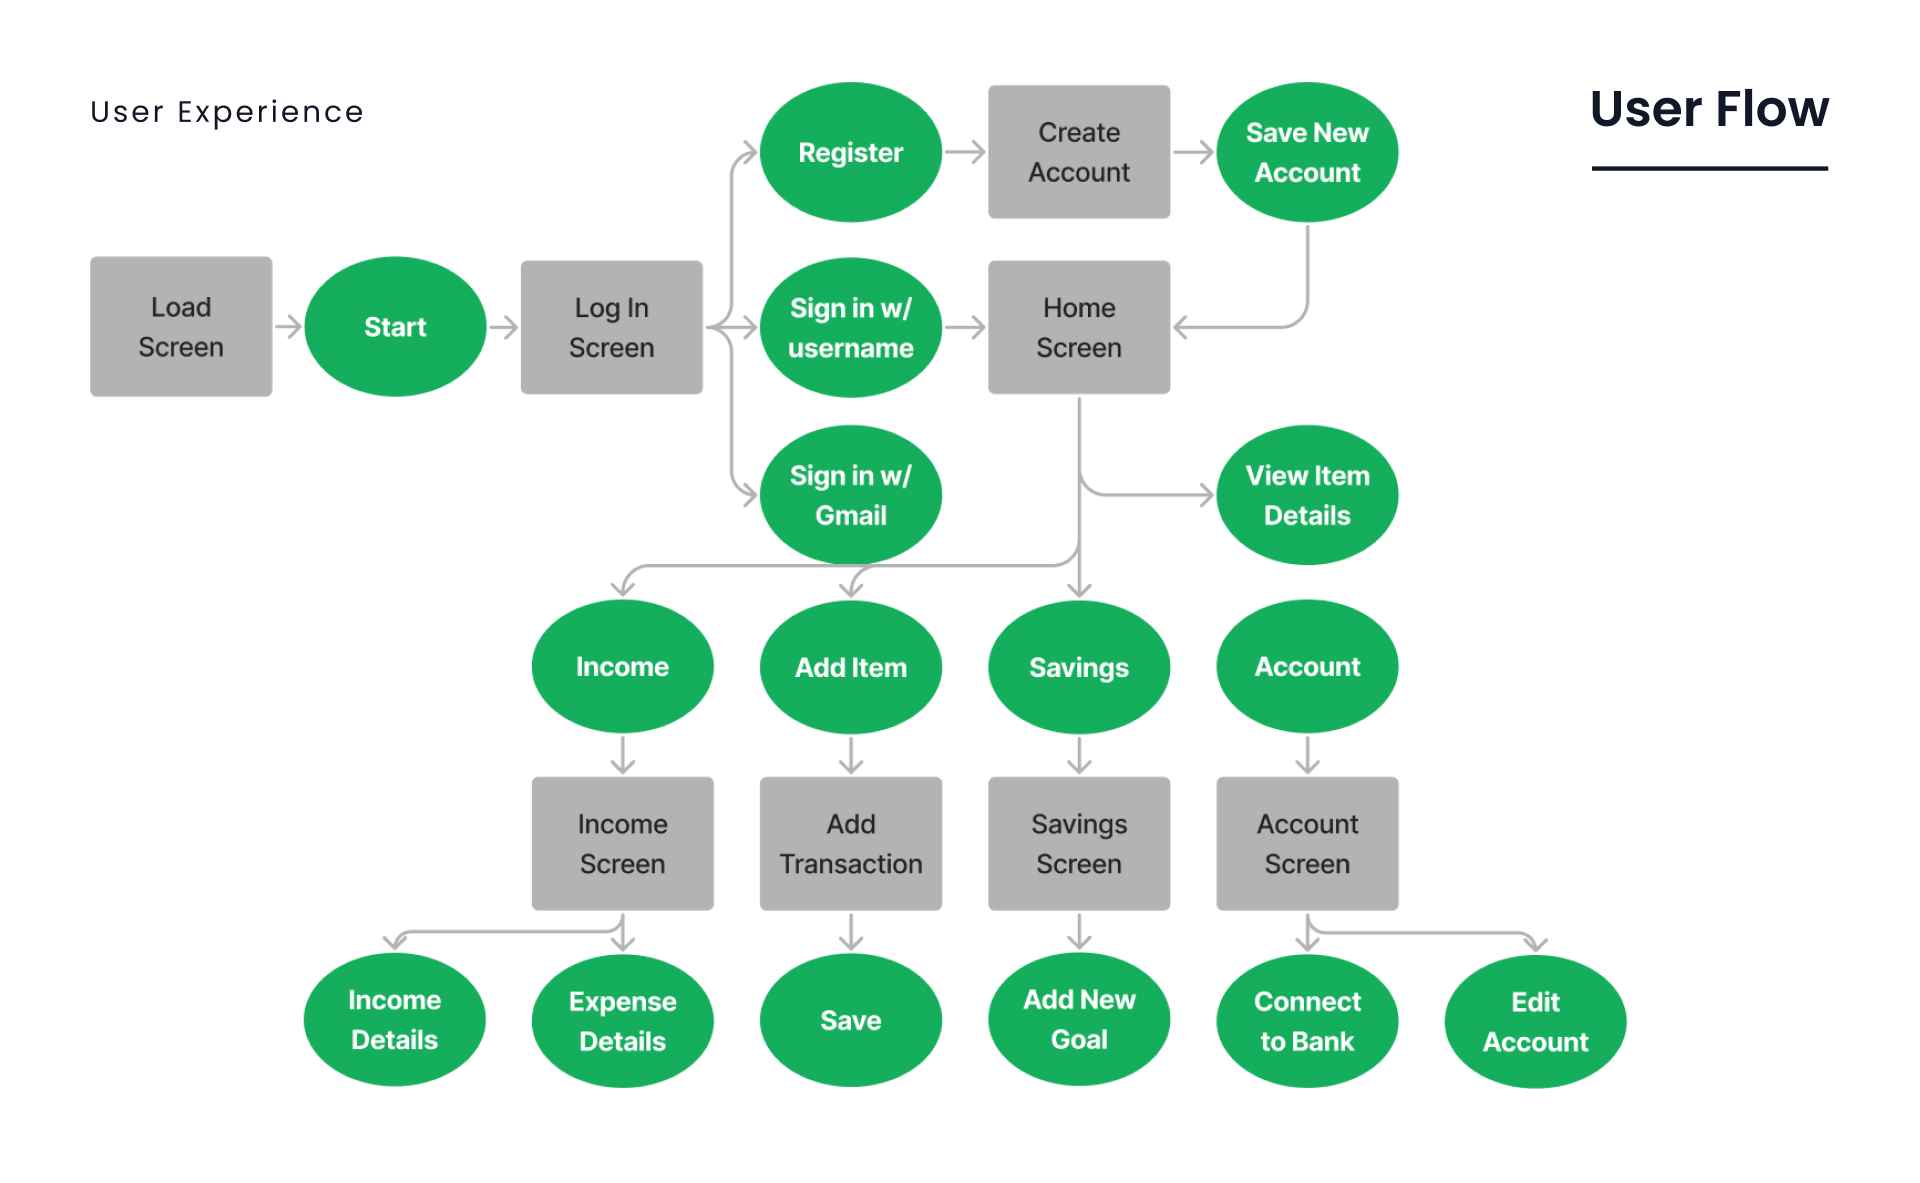 User Experience
User Flow
Register
Create
Account
Save New
Account
Load
Screen
Start
Log In
Screen
Sign in w/
username
Home
Screen
Sign in w/
Gmail
View Item
Details
Income
Add Item
Savings
Account
Income
Screen
Add
Transaction
Savings
Screen
Account
Screen
Income
Details
Expense
Details
Save
Add New
Goal
Connect
to Bank
Edit
Account